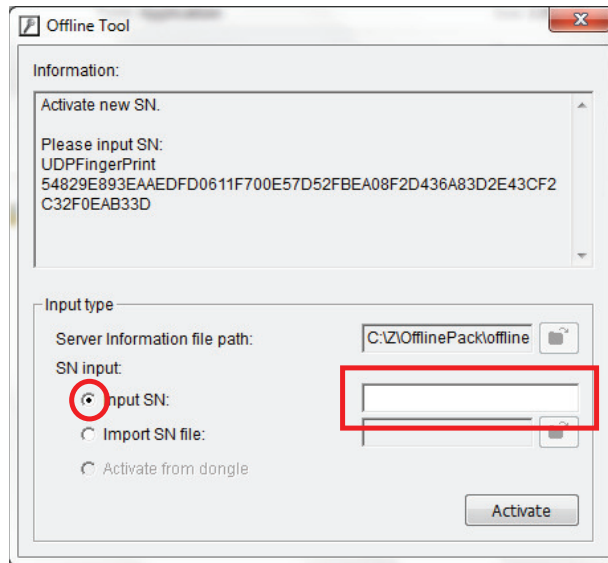 Offline Tool
Information:
Activate new SN.
Please input SN:
UDPFingerPrint
54829E893EAAEDFD0611F700E57D52FBEA08F2D436A83D2E43CF2
C32F0EAB33D
Input type
Server Information file path: C:\Z\OfflinePack\offline
SN input:
Input SN:
Import SN file:
Activate from dongle
Activate